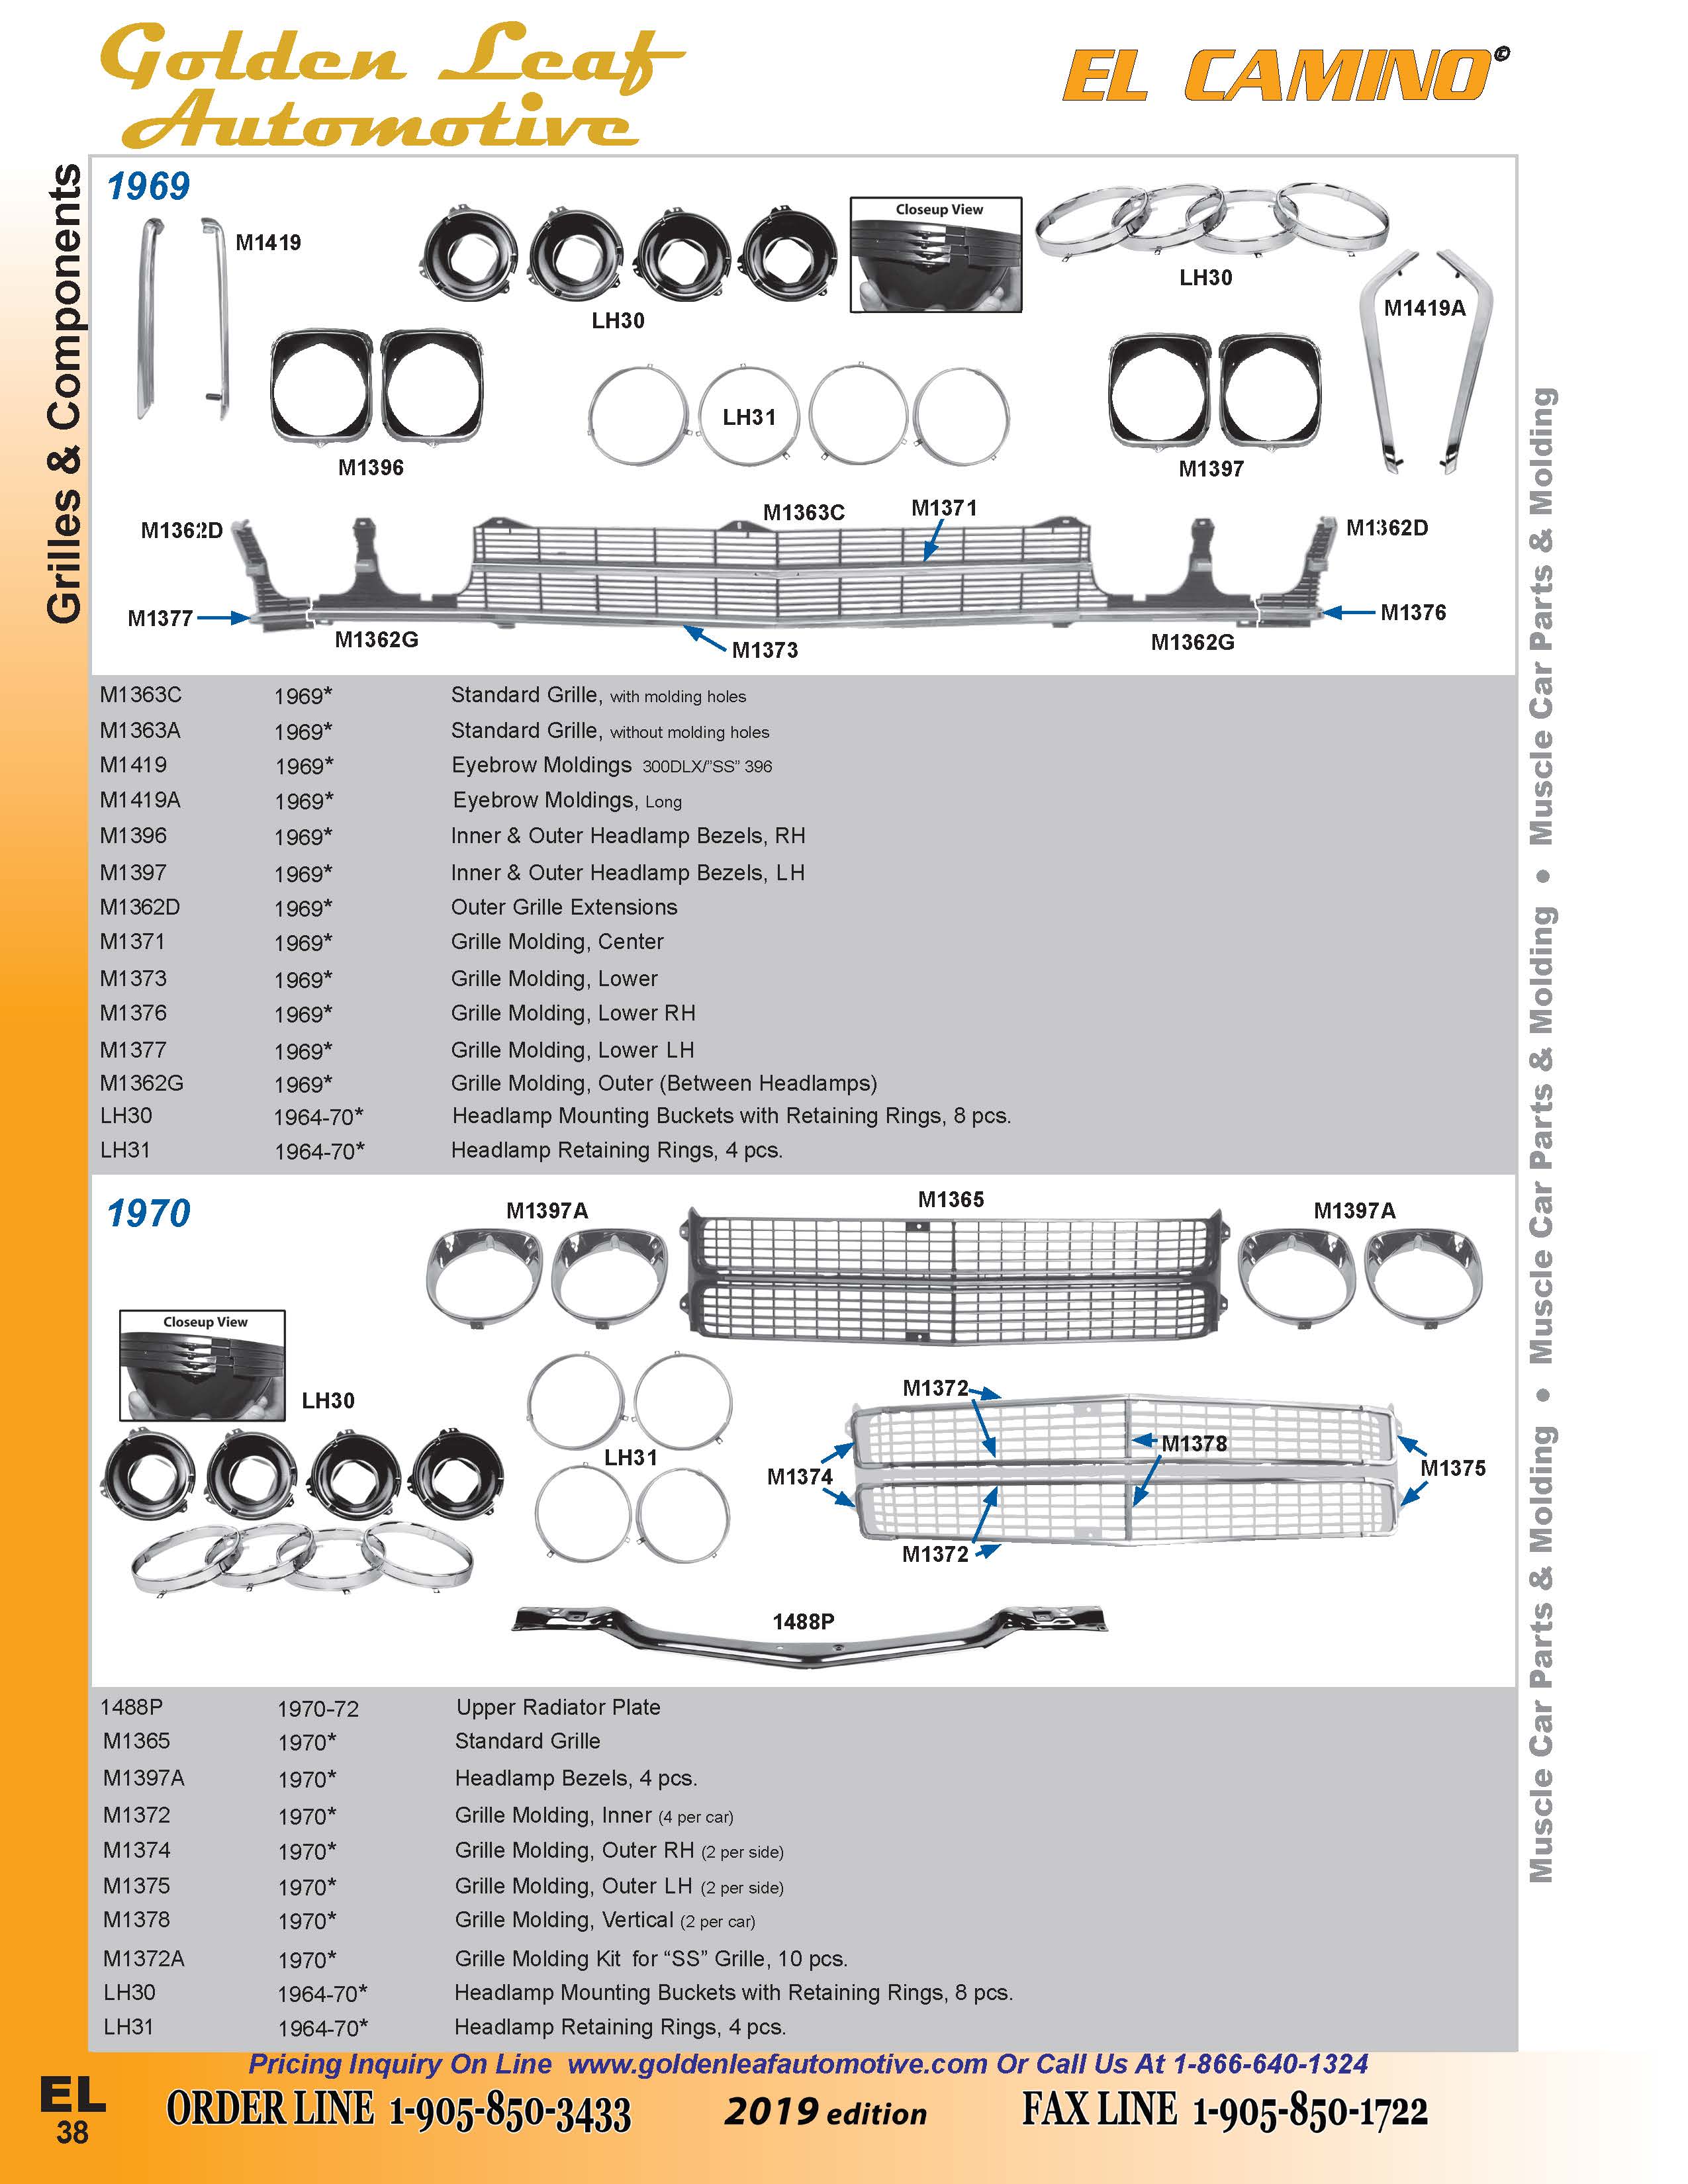 Golden Leaf
Automotive
EL CAMINO©
Grilles & Components
1969
M1419
LH30
Closeup View
LH30
M1419A
M1396
LH31
M1397
M1362D
M1363C
M1371
M1362D
M1377
M1362G
M1373
M1362G
M1376
M1363C 1969* Standard Grille, with molding holes
M1363A 1969* Standard Grille, without molding holes
M1419 1969* Eyebrow Moldings 300DLX/”SS” 396
M1419A 1969* Eyebrow Moldings, Long
M1396 1969* Inner & Outer Headlamp Bezels, RH
M1397 1969* Inner & Outer Headlamp Bezels, LH
M1362D 1969* Outer Grille Extensions
M1371 1969* Grille Molding, Center
M1373 1969* Grille Molding, Lower
M1376 1969* Grille Molding, Lower RH
M1377 1969* Grille Molding, Lower LH
M1362G 1969* Grille Molding, Outer (Between Headlamps)
LH30 1964-70* Headlamp Mounting Buckets with Retaining Rings, 8 pcs.
LH31 1964-70* Headlamp Retaining Rings, 4 pcs.
1970
M1397A
M1365
M1397A
Closeup View
LH30
LH31
M1372
M1378
M1374
M1375
M1372
1488P
1488P 1970-72 Upper Radiator Plate
M1365 1970* Standard Grille
M1397A 1970* Headlamp Bezels, 4 pcs.
M1372 1970* Grille Molding, Inner (4 per car)
M1374 1970* Grille Molding, Outer RH (2 per side)
M1375 1970* Grille Molding, Outer LH (2 per side)
M1378 1970* Grille Molding, Vertical (2 per car)
M1372A 1970* Grille Molding Kit for “SS” Grille, 10 pcs.
LH30 1964-70* Headlamp Mounting Buckets with Retaining Rings, 8 pcs.
LH31 1964-70* Headlamp Retaining Rings, 4 pcs.
Muscle Car Parts & Molding • Muscle Car Parts & Molding • Muscle Car Parts & Molding
Pricing Inquiry On Line www.goldenleafautomotive.com Or Call Us At 1-866-640-1324
EL
38
ORDER LINE 1-905-850-3433
2019 edition
FAX LINE 1-905-850-1722